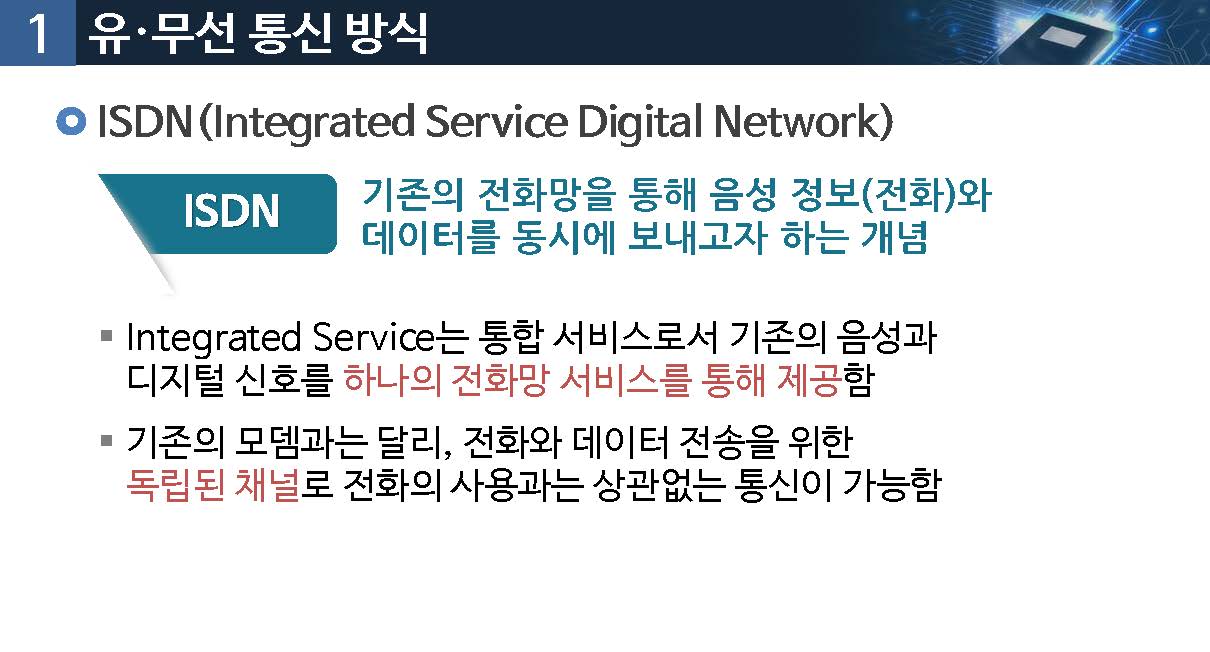 1 유·무선 통신 방식
ISDN(Integrated Service Digital Network)
ISDN
기존의 전화망을 통해 음성 정보(전화)와
데이터를 동시에 보내고자 하는 개념
Integrated Service는 통합 서비스로서 기존의 음성과
디지털 신호를 하나의 전화망 서비스를 통해 제공함
기존의 모뎀과는 달리, 전화와 데이터 전송을 위한
독립된 채널로 전화의 사용과는 상관없는 통신이 가능함